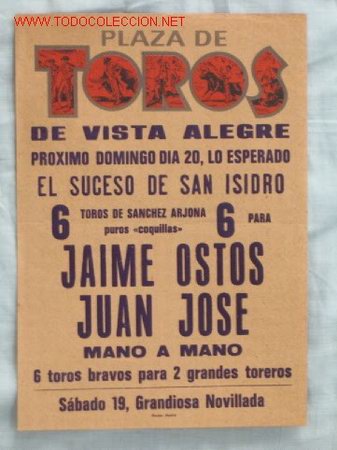 TODOCOLECCION.NET
www.todocoleccion.net
PLAZA DE
TOROS
DE VISTA ALEGRE
PROXIMO DOMINGO DIA 20, LO ESPERADO
EL SUCESO DE SAN ISIDRO
6 TOROS DE SANCHEZ ARJONA 6 PARA
puros «coquillas»
JAIME OSTOS
JUAN JOSE
MANO A MANO
6 toros bravos para 2 grandes toreros
Sábado 19, Grandiosa Novillada